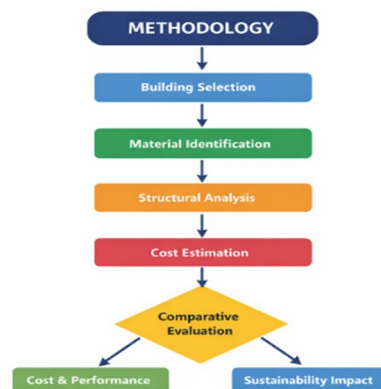 METHODOLOGY
Building Selection
Material Identification
Structural Analysis
Cost Estimation
Comparative
Evaluation
Cost & Performance
Sustainability Impact